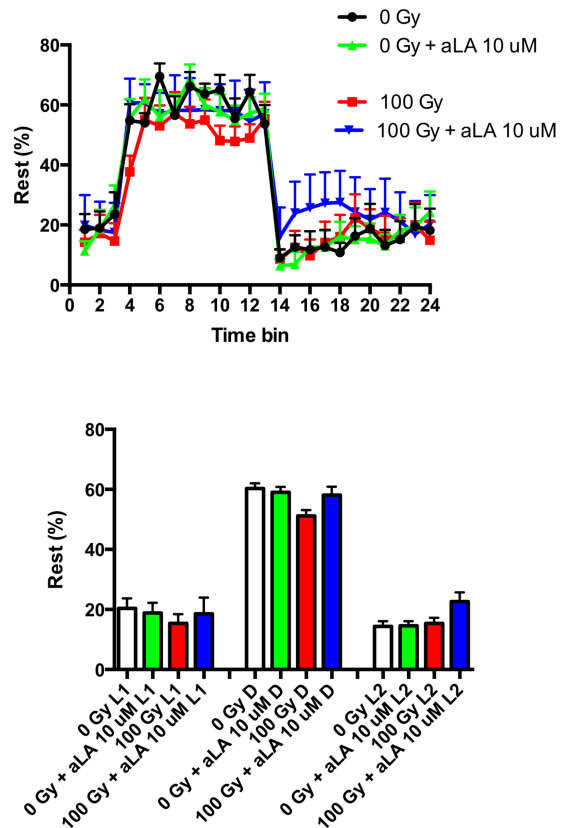 0 Gy
0 Gy + aLA 10 uM
100 Gy
100 Gy + aLA 10 uM
80
60
40
20
0
Rest (%)
0 2 4 6 8 10 12 14 16 18 20 22 24
Time bin
80
60
40
20
0
Rest (%)
0 Gy L1
0 Gy + aLA 10 uM L1
100 Gy L1
100 Gy + aLA 10 uM L1
0 Gy D
0 Gy + aLA 10 uM D
100 Gy D
100 Gy + aLA 10 uM D
0 Gy L2
0 Gy + aLA 10 uM L2
100 Gy L2
100 Gy + aLA 10 uM L2